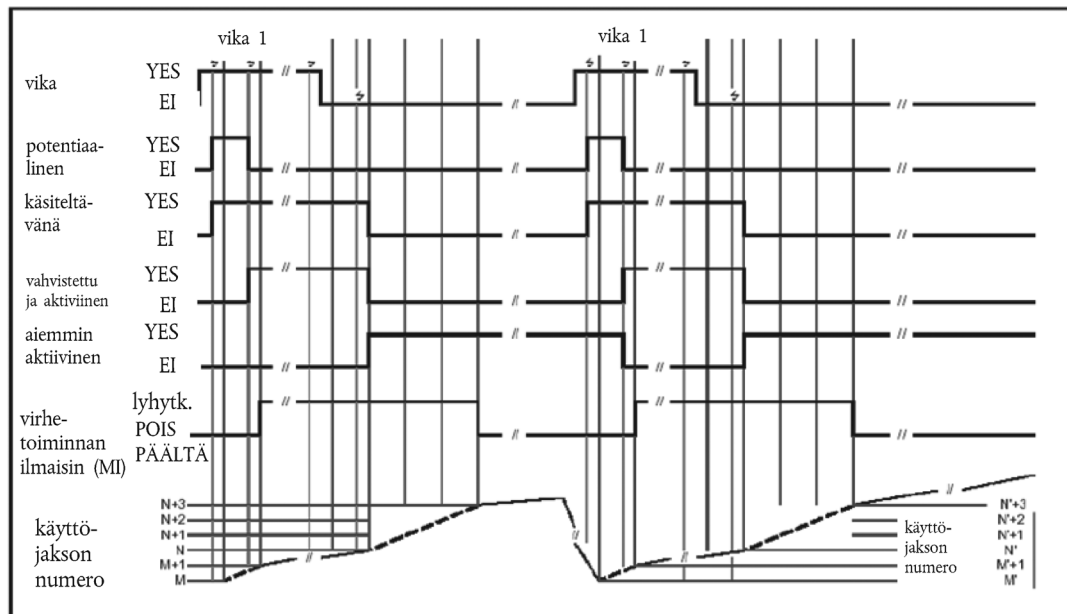 vika 1
vika 1
vika
YES
EI
potentiaa-
linen
YES
EI
käsiteltä-
vänä
YES
EI
vahvistettu
ja aktiviinen
YES
EI
aiemmin
aktiivinen
YES
EI
virhe-
toiminnan
ilmaisin (MI)
lyhytk.
POIS
PÄÄLTÄ
käyttö-
jakson
numero
N+3
N+2
N+1
N
M+1
M
käyttö-
jakson
numero
N'+3
N'+2
N'+1
N'
M'+1
M'